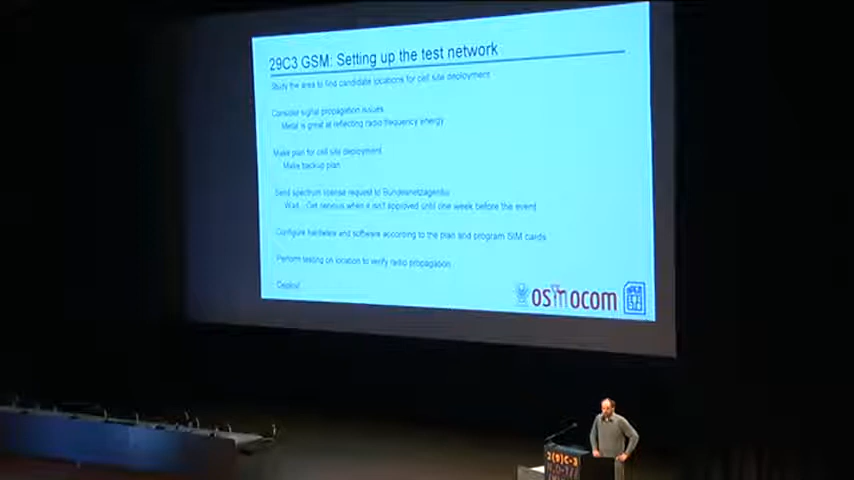 29C3 GSM: Setting up the test network
Study the area to find candidate locations for cell site deployment
Consider signal propagation issues
Metal is great at reflecting radio frequency energy
Make plan for cell site deployment
Make backup plan
Send spectrum license request to Bundesnetzagentur
Wait... Get nervous when it isn't approved until one week before the event
Configure hardware and software according to the plan and program SIM cards
Perform testing on location to verify radio propagation
Deploy!
osmocom